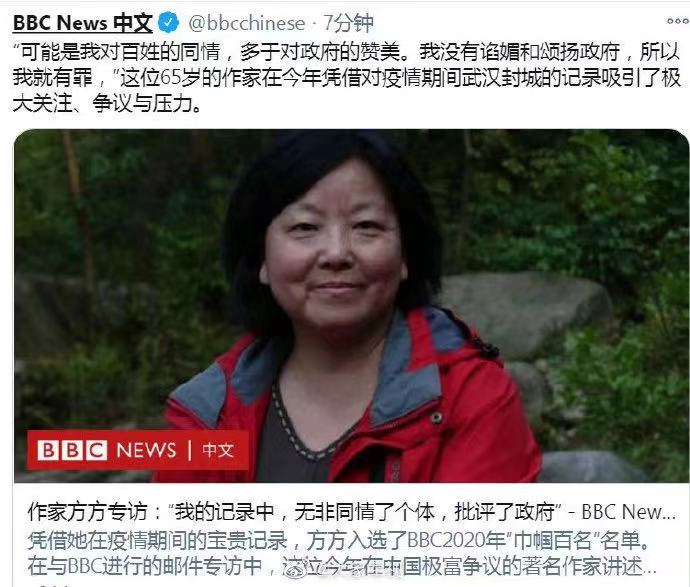 BBC News 中文 @bbcchinese · 7分钟
“可能是我对百姓的同情，多于对政府的赞美。我没有谄媚和颂扬政府，所以
我就有罪，”这位65岁的作家在今年凭借对疫情期间武汉封城的记录吸引了极
大关注、争议与压力。
BBC NEWS | 中文
作家方方专访：“我的记录中，无非同情了个体，批评了政府” - BBC New...
凭借她在疫情期间的宝贵记录，方方入选了BBC2020年”巾帼百名“名单。
在与BBC进行的邮件专访中，这位今年在中国极富争议的著名作家讲述...